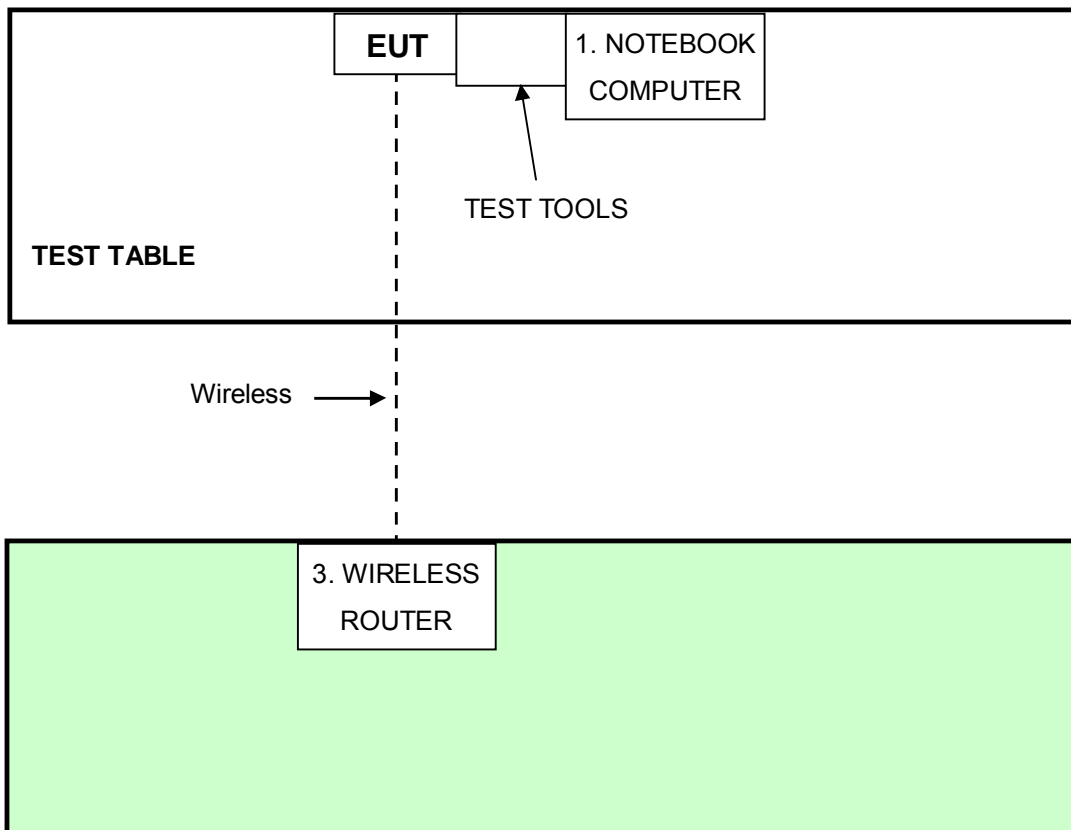 EUT
1. NOTEBOOK
COMPUTER
TEST TOOLS
TEST TABLE
Wireless
3. WIRELESS
ROUTER